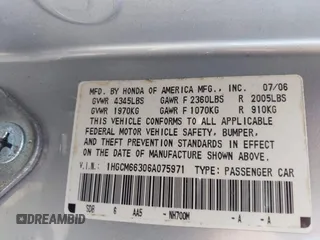 MFD. BY HONDA OF AMERICA MFG., INC. 07/06
GVWR 4345LBS GAWR F 2360LBS R 2005LBS
GVWR 1970KG GAWR F 1070KG R 910KG
THIS VEHICLE CONFORMS TO ALL APPLICABLE
FEDERAL MOTOR VEHICLE SAFETY, BUMPER,
AND THEFT PREVENTION STANDARDS IN EFFECT
ON THE DATE OF MANUFACTURE SHOWN ABOVE.
V.I.N.: 1HGCM66306A075971 TYPE: PASSENGER CAR
SDB 6 AA5 - NH700M - A - A
DREAMBID